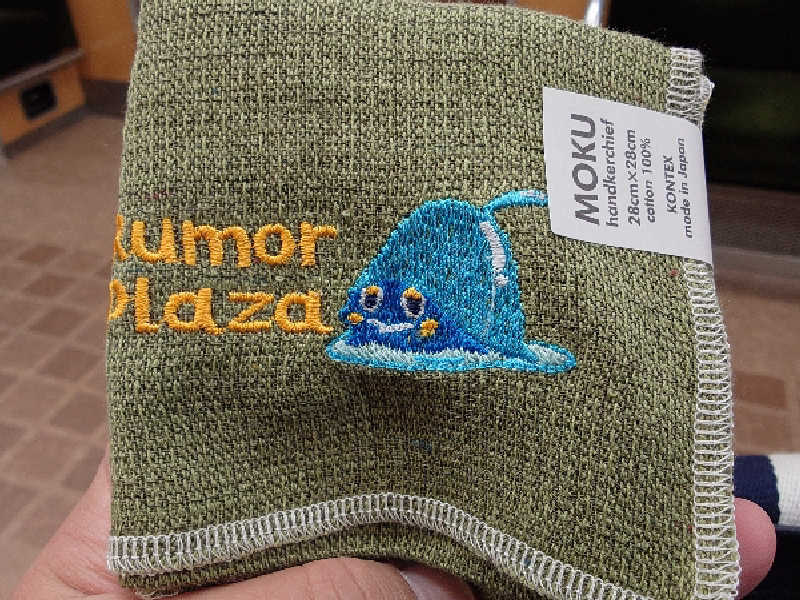 Rumor
Plaza
MOKU
handkerchief
28cm×28cm
cotton 100%
KONTEX
made in Japan